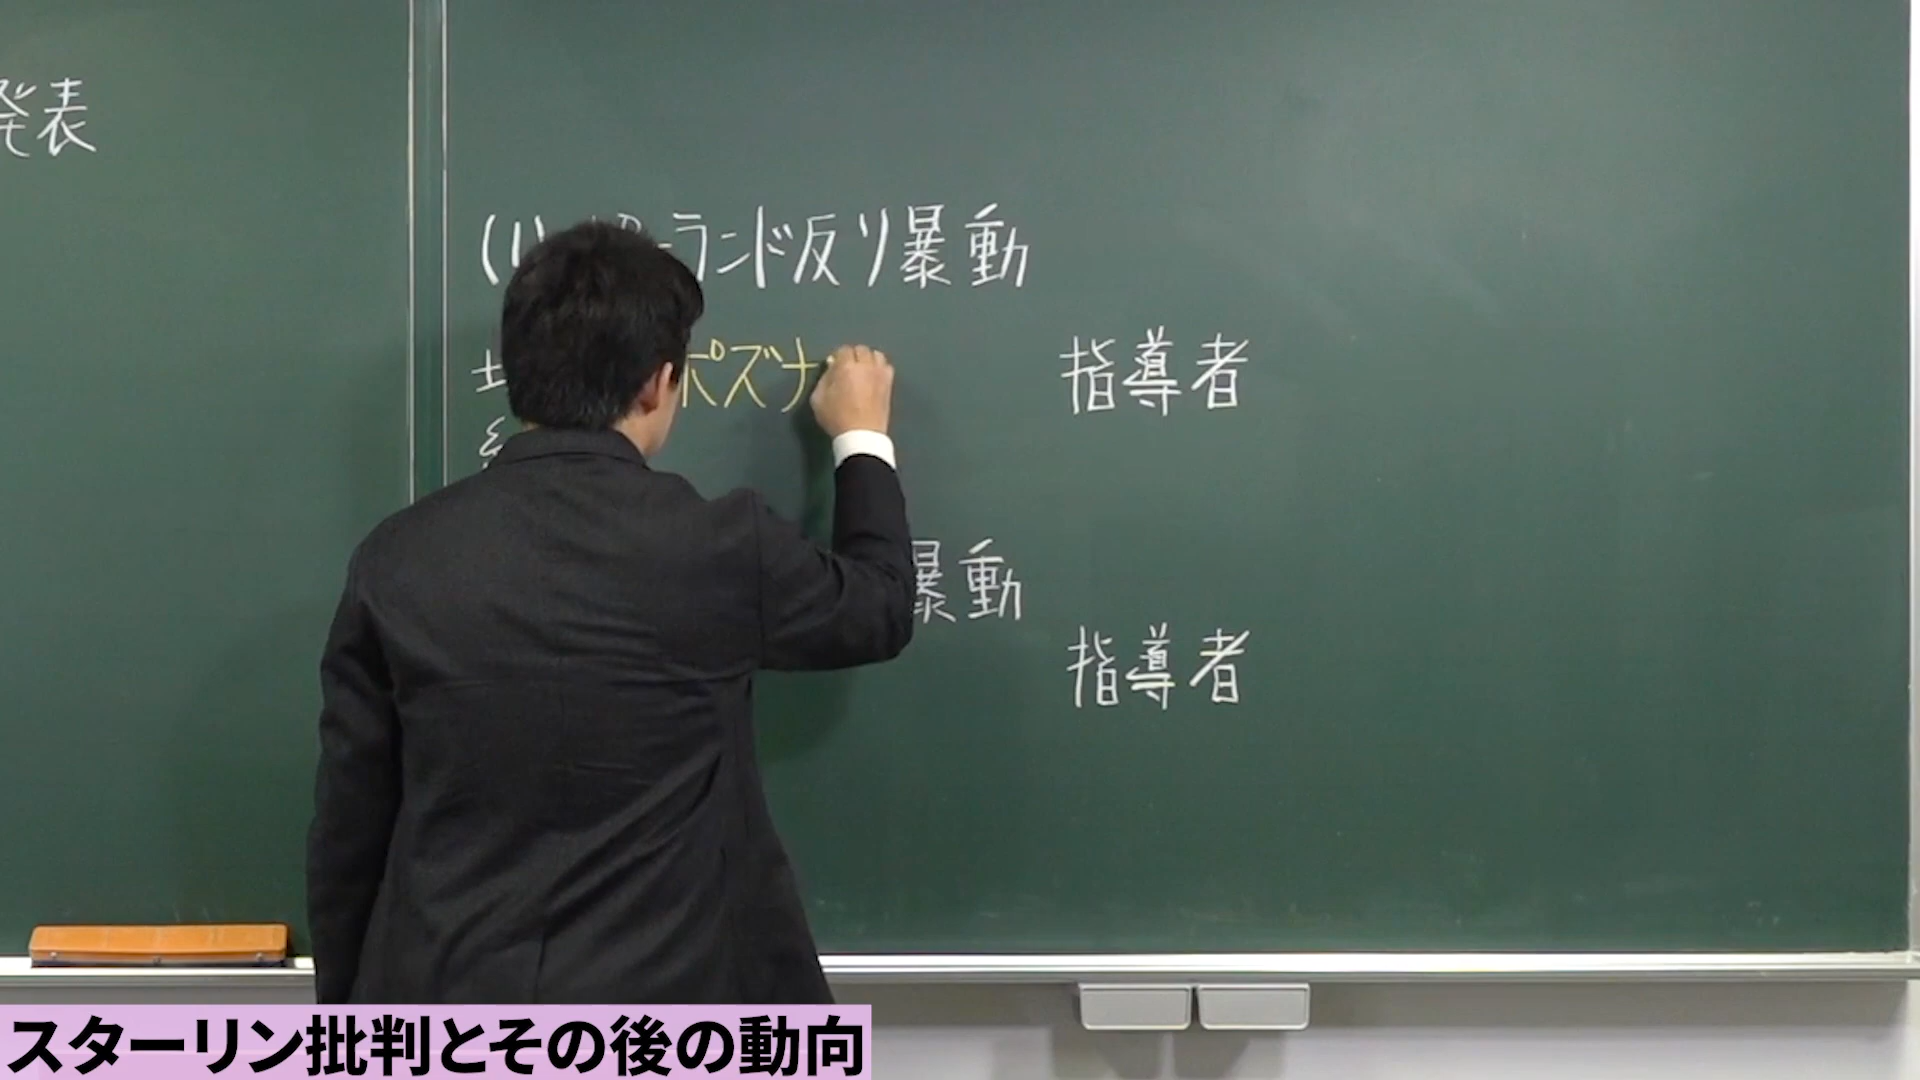 発表
(1) ポーランド反ソ暴動
ポズナ
指導者
暴動
指導者
スターリン批判とその後の動向